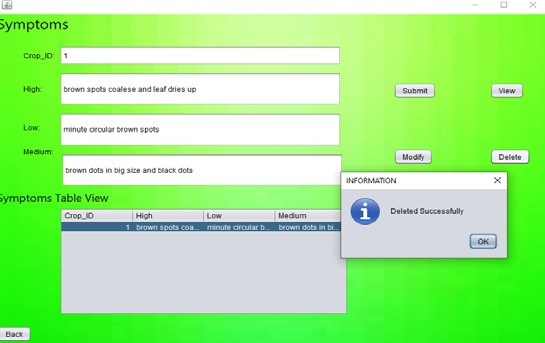 Symptoms
Crop_ID: 1
High: brown spots coalese and leaf dries up
Submit View
Low: minute circular brown spots
Medium: brown dots in big size and black dots
Modify Delete
INFORMATION
Deleted Successfully
OK
Symptoms Table View
Crop_ID High Low Medium
1 brown spots coa... minute circular b... brown dots in bi...
Back